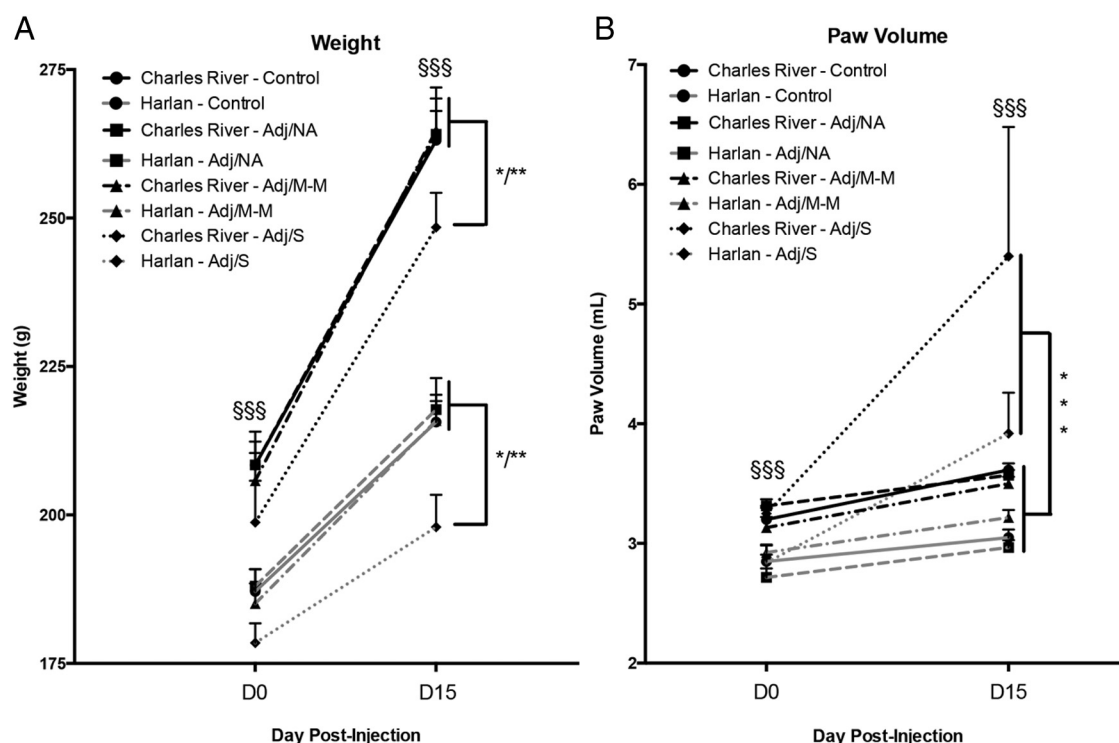 A
Weight
275
250
225
200
175
Weight (g)
Charles River - Control
Harlan - Control
Charles River - Adj/NA
Harlan - Adj/NA
Charles River - Adj/M-M
Harlan - Adj/M-M
Charles River - Adj/S
Harlan - Adj/S
§§§
§§§
*/**
*/**
D0
D15
Day Post-Injection
B
Paw Volume
7
6
5
4
3
2
Paw Volume (mL)
Charles River - Control
Harlan - Control
Charles River - Adj/NA
Harlan - Adj/NA
Charles River - Adj/M-M
Harlan - Adj/M-M
Charles River - Adj/S
Harlan - Adj/S
§§§
§§§
*
*
*
D0
D15
Day Post-Injection